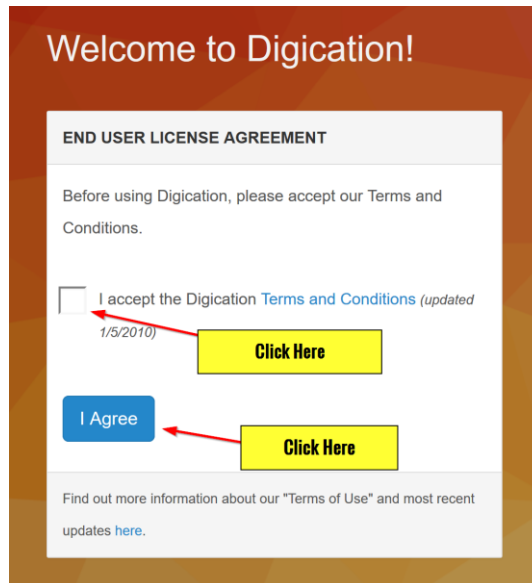 Welcome to Digication!
END USER LICENSE AGREEMENT
Before using Digication, please accept our Terms and
Conditions.
I accept the Digication Terms and Conditions (updated
1/5/2010)
Click Here
I Agree
Click Here
Find out more information about our "Terms of Use" and most recent
updates here.